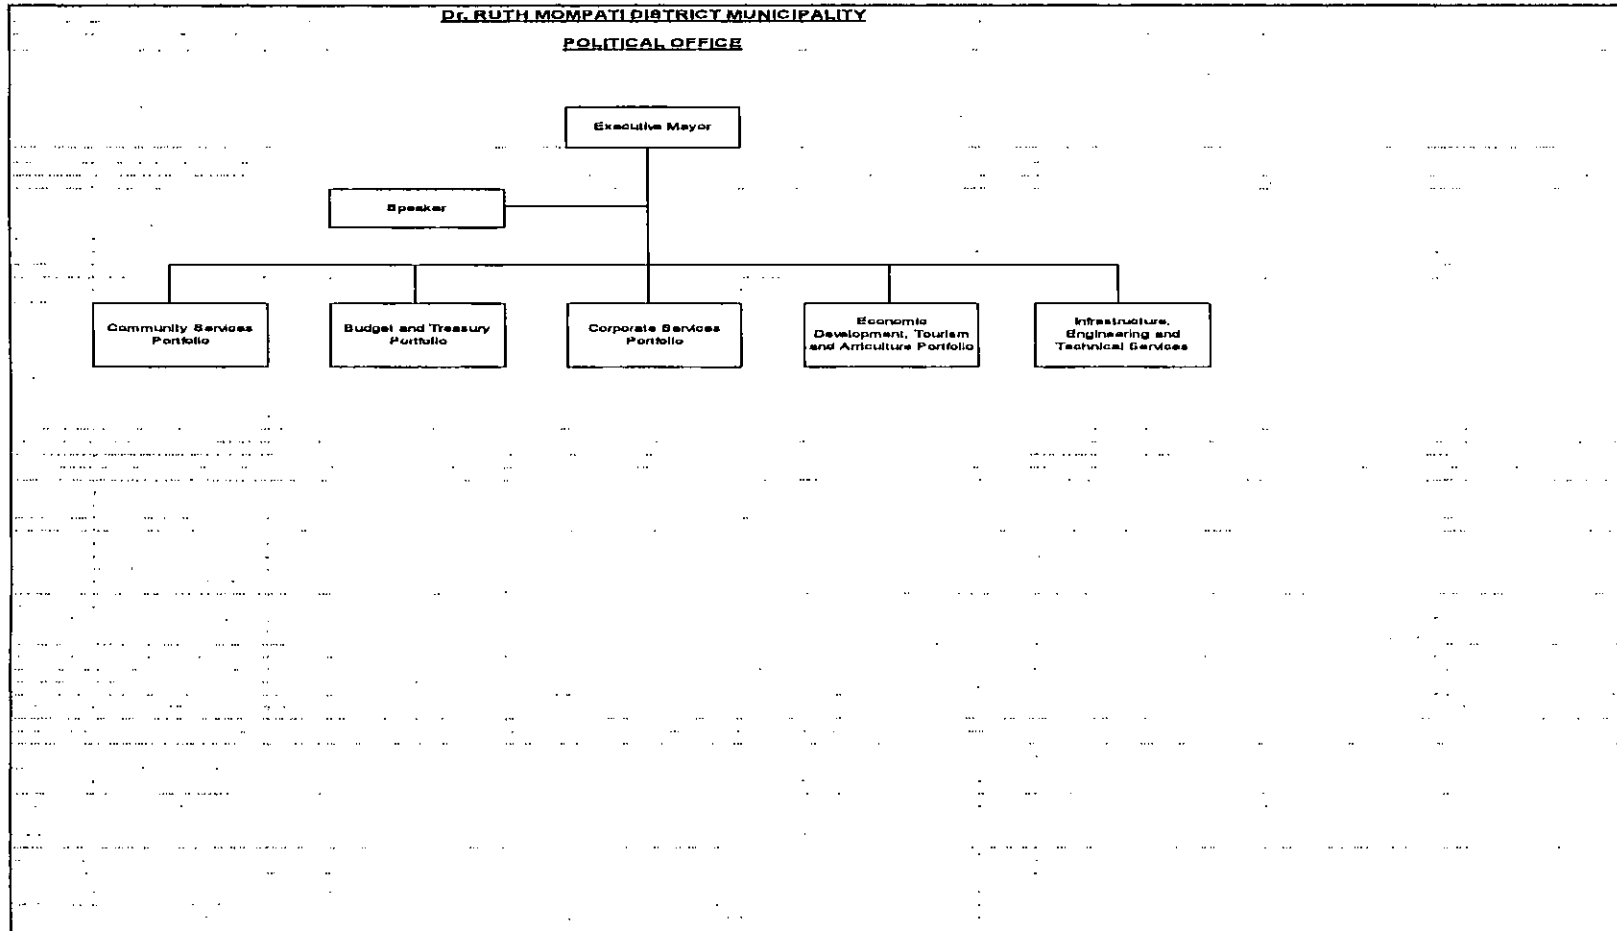 Dr. RUTH MOMPATI DISTRICT MUNICIPALITY
POLITICAL OFFICE
Executive Mayor
Speaker
Community Services
Portfolio
Budget and Treasury
Portfolio
Corporate Services
Portfolio
Economic
Development, Tourism
and Arriculture Portfolio
Infrastructure,
Engineering and
Technical Services